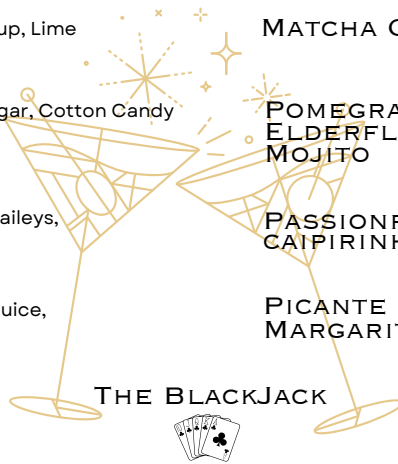 up, Lime
Matcha
gar, Cotton Candy
Pomegra
Elderfl
Mojito
aileys,
Passionf
caipirinh
uice,
Picante
Margarit
The BlackJack